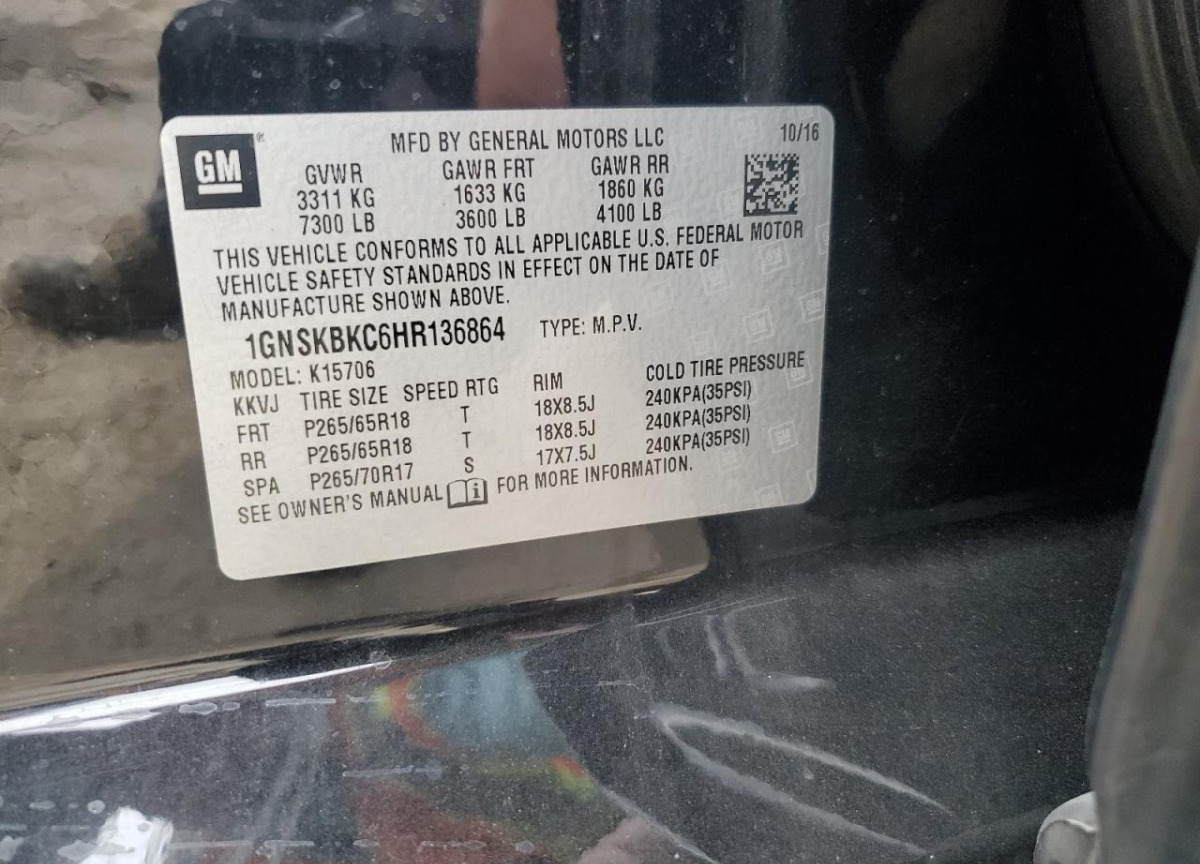 GM ® MFD BY GENERAL MOTORS LLC 10/16
GVWR GAWR FRT GAWR RR
3311 KG 1633 KG 1860 KG
7300 LB 3600 LB 4100 LB
THIS VEHICLE CONFORMS TO ALL APPLICABLE U.S. FEDERAL MOTOR
VEHICLE SAFETY STANDARDS IN EFFECT ON THE DATE OF
MANUFACTURE SHOWN ABOVE.
1GNSKBKC6HR136864 TYPE: M.P.V.
MODEL: K15706
KKVJ TIRE SIZE SPEED RTG RIM COLD TIRE PRESSURE
FRT P265/65R18 T 18X8.5J 240KPA(35PSI)
RR P265/65R18 T 18X8.5J 240KPA(35PSI)
SPA P265/70R17 S 17X7.5J 240KPA(35PSI)
SEE OWNER'S MANUAL i FOR MORE INFORMATION.